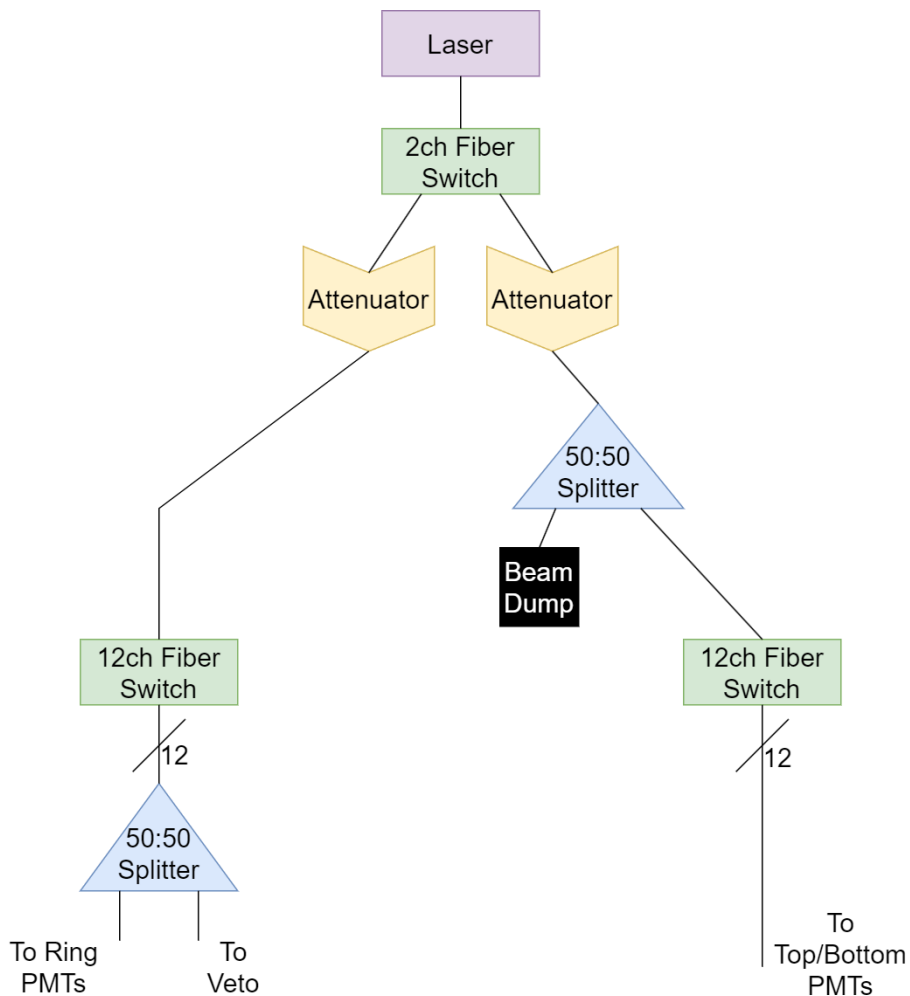 Laser
2ch Fiber
Switch
Attenuator
Attenuator
50:50
Splitter
Beam
Dump
12ch Fiber
Switch
12ch Fiber
Switch
12
12
50:50
Splitter
To Ring
PMTs
To
Veto
To
Top/Bottom
PMTs